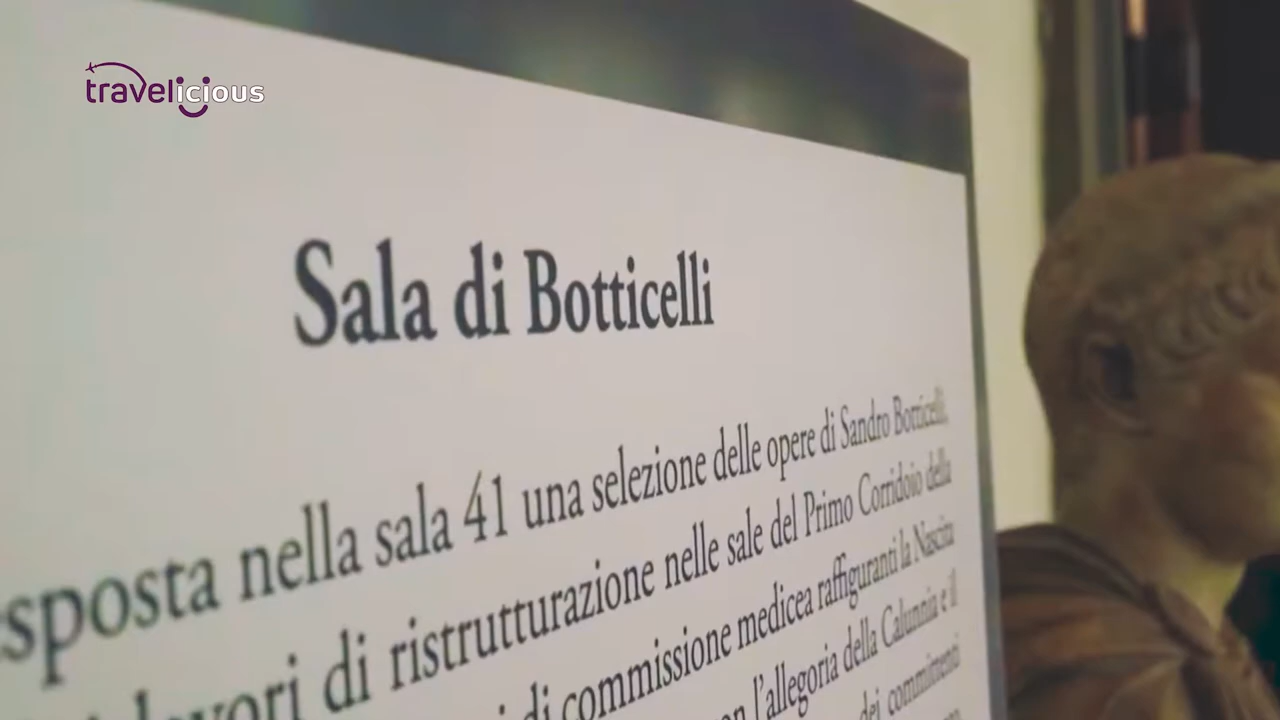 travelicious
Sala di Botticelli
esposta nella sala 41 una selezione delle opere di Sandro Botticelli,
lavori di ristrutturazione nelle sale del Primo Corridoio della
di commissione medicea raffiguranti la Nascita
l'allegoria della Calunnia e il
dei committenti